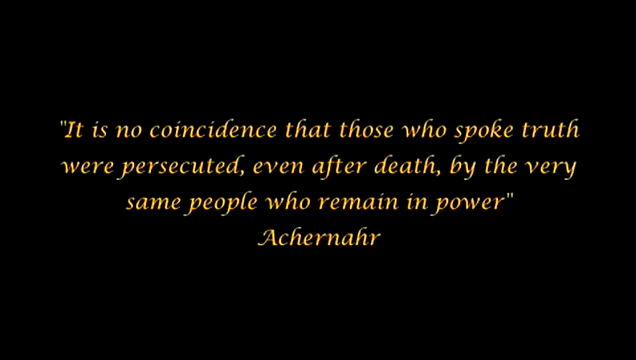 "It is no coincidence that those who spoke truth
were persecuted, even after death, by the very
same people who remain in power"
Achernahr